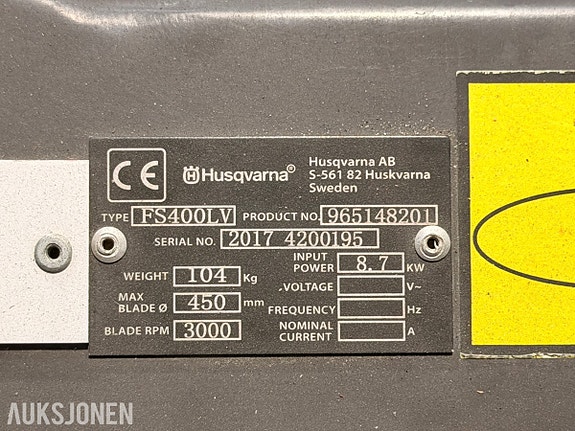 CE
Husqvarna®
Husqvarna AB
S-561 82 Huskvarna
Sweden
TYPE FS400LV PRODUCT NO. 965148201
SERIAL NO. 2017 4200195
WEIGHT 104 Kg
INPUT POWER 8.7 KW
MAX BLADE Ø 450 mm
VOLTAGE V~
BLADE RPM 3000
FREQUENCY Hz
NOMINAL CURRENT A
AUKSJONEN